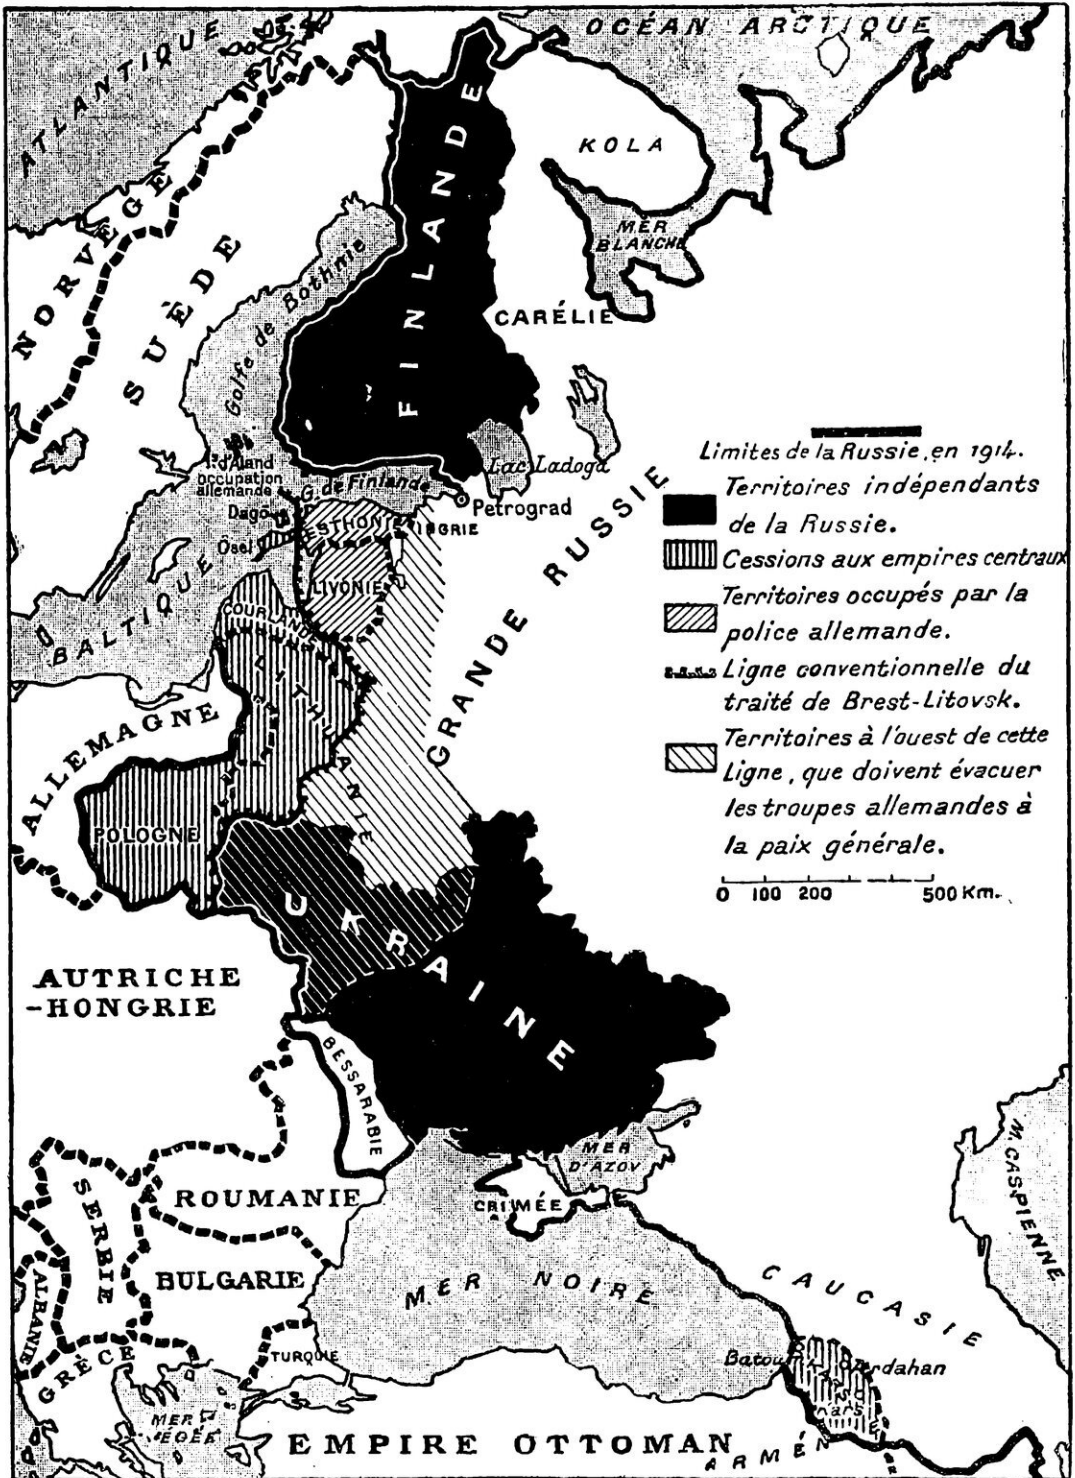 OCÉAN ARCTIQUE
ATLANTIQUE
KOLA
MER
BLANCHE
NORVÈGE
SUÉDE
FINLANDE
Golfe de Bothnie
CARÉLIE
I. d'Aland
occupation
allemande
G. de Finlande
Lac Ladoga
Petrograd
Dagö
Ösel
ESTHON
INGRIE
LIVONIE
BALTIQUE
COURLANDE
LITHUANIE
GRANDE RUSSIE
ALLEMAGNE
POLOGNE
UKRAINE
AUTRICHE
-HONGRIE
BESSARABIE
Limites de la Russie, en 1914.
Territoires indépendants
de la Russie.
Cessions aux empires centraux
Territoires occupés par la
police allemande.
Ligne conventionnelle du
traité de Brest-Litovsk.
Territoires à l'ouest de cette
Ligne, que doivent évacuer
les troupes allemandes à
la paix générale.
0 100 200 500 Km.
MER
D'AZOV
CRIMÉE
ROUMANIE
SERBIE
BULGARIE
ALBANIE
GRÈCE
TURQUIE
MER NOIRE
M. CASPIENNE
CAUCASIE
Batoum
Ardahan
Kars
MER
ÉGÉE
EMPIRE OTTOMAN
ARMÉNIE